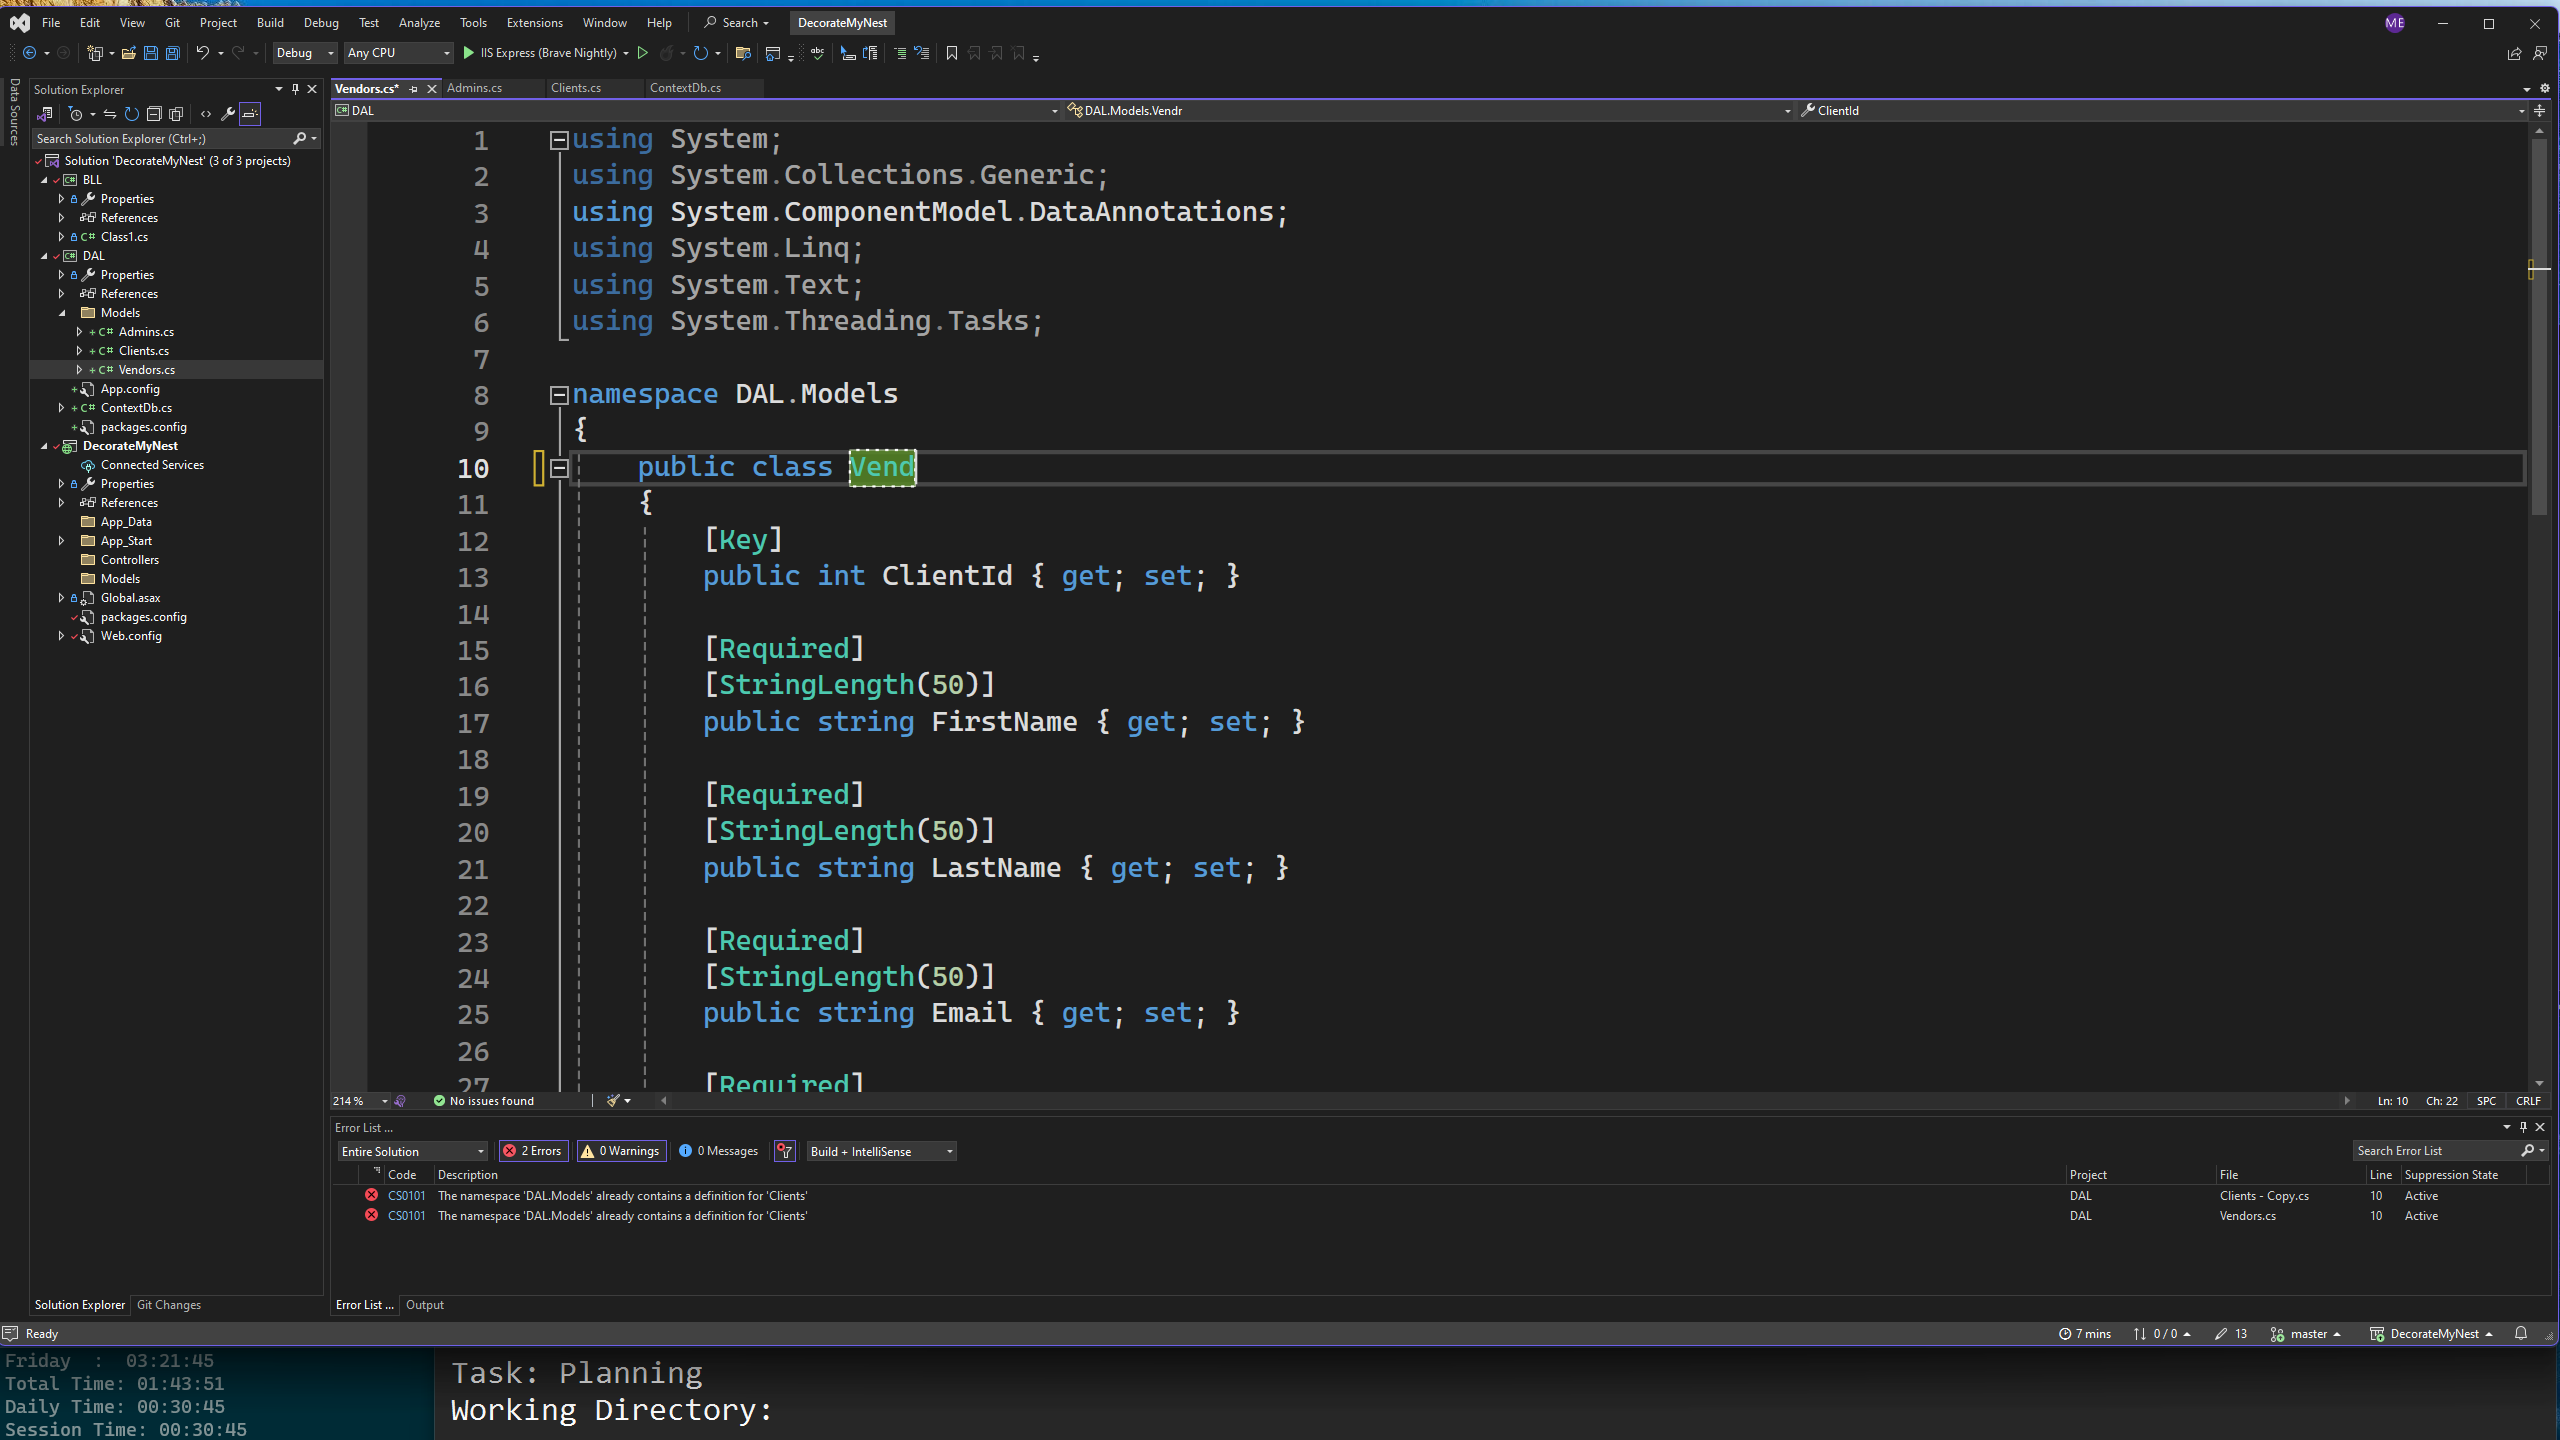 File Edit View Git Project Build Debug Test Analyze Tools Extensions Window Help Search DecorateMyNest ME
Debug Any CPU IIS Express (Brave Nightly)
Data Sources
Solution Explorer
Search Solution Explorer (Ctrl+;)
Solution 'DecorateMyNest' (3 of 3 projects)
BLL
Properties
References
C# Class1.cs
DAL
Properties
References
Models
C# Admins.cs
C# Clients.cs
C# Vendors.cs
App.config
C# ContextDb.cs
packages.config
DecorateMyNest
Connected Services
Properties
References
App_Data
App_Start
Controllers
Models
Global.asax
packages.config
Web.config
Solution Explorer Git Changes
Vendors.cs* Admins.cs Clients.cs ContextDb.cs
C# DAL DAL.Models.Vendr ClientId
1 using System;
2 using System.Collections.Generic;
3 using System.ComponentModel.DataAnnotations;
4 using System.Linq;
5 using System.Text;
6 using System.Threading.Tasks;
7
8 namespace DAL.Models
9 {
10 public class Vend
11 {
12 [Key]
13 public int ClientId { get; set; }
14
15 [Required]
16 [StringLength(50)]
17 public string FirstName { get; set; }
18
19 [Required]
20 [StringLength(50)]
21 public string LastName { get; set; }
22
23 [Required]
24 [StringLength(50)]
25 public string Email { get; set; }
26
27 [Required]
214 % No issues found Ln: 10 Ch: 22 SPC CRLF
Error List ...
Entire Solution 2 Errors 0 Warnings 0 Messages Build + IntelliSense Search Error List
Code Description Project File Line Suppression State
CS0101 The namespace 'DAL.Models' already contains a definition for 'Clients' DAL Clients - Copy.cs 10 Active
CS0101 The namespace 'DAL.Models' already contains a definition for 'Clients' DAL Vendors.cs 10 Active
Error List ... Output
Ready 7 mins 0 / 0 13 master DecorateMyNest
Friday : 03:21:45
Total Time: 01:43:51
Daily Time: 00:30:45
Session Time: 00:30:45
Task: Planning
Working Directory: